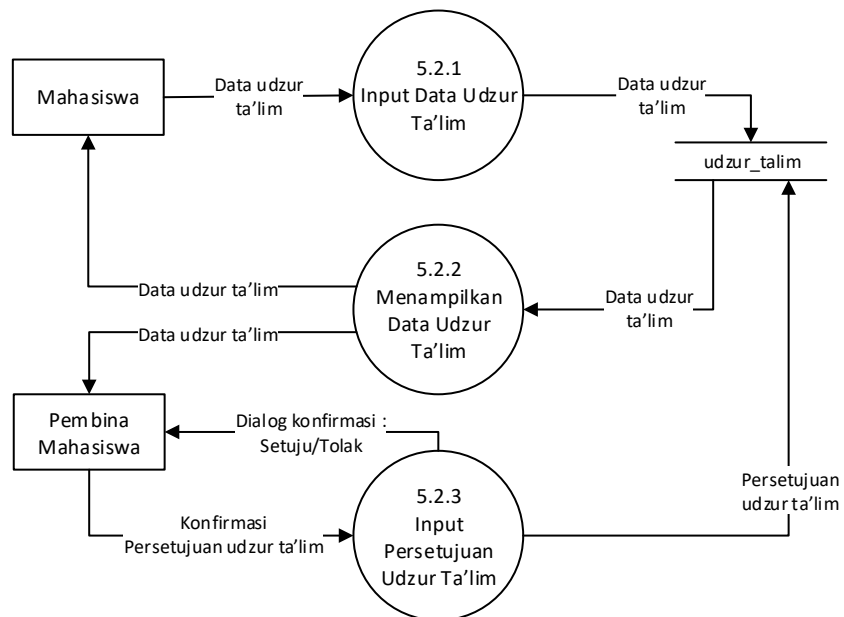 Mahasiswa
Data udzur
ta'lim
5.2.1
Input Data Udzur
Ta'lim
Data udzur
ta'lim
udzur_talim
5.2.2
Menampilkan
Data Udzur
Ta'lim
Data udzur ta'lim
Data udzur
ta'lim
Data udzur ta'lim
Pembina
Mahasiswa
Dialog konfirmasi :
Setuju/Tolak
5.2.3
Input
Persetujuan
Udzur Ta'lim
Konfirmasi
Persetujuan udzur ta'lim
Persetujuan
udzur ta'lim